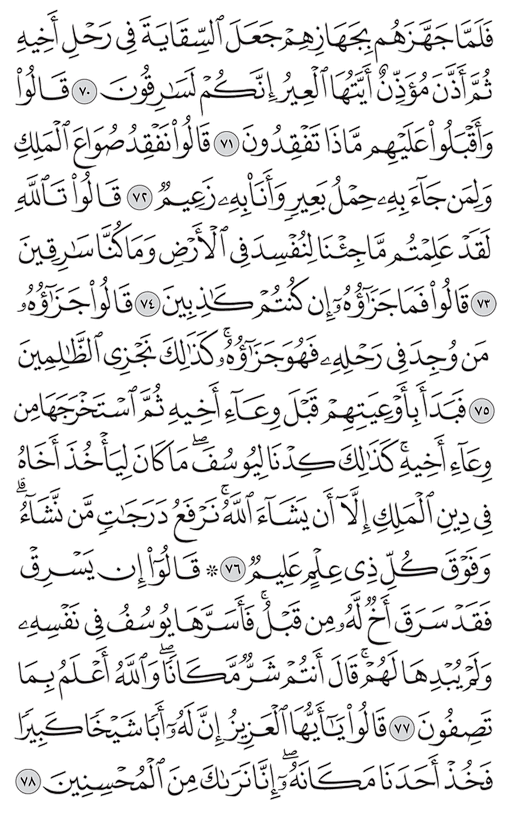 فَلَمَّا جَهَّزَهُم بِجَهَازِهِمْ جَعَلَ ٱلسِّقَايَةَ فِى رَحْلِ أَخِيهِ
ثُمَّ أَذَّنَ مُؤَذِّنٌ أَيَّتُهَا ٱلْعِيرُ إِنَّكُمْ لَسَٰرِقُونَ ٧٠ قَالُوا۟
وَأَقْبَلُوا۟ عَلَيْهِم مَّاذَا تَفْقِدُونَ ٧١ قَالُوا۟ نَفْقِدُ صُوَاعَ ٱلْمَلِكِ
وَلِمَن جَآءَ بِهِۦ حِمْلُ بَعِيرٍ وَأَنَا۠ بِهِۦ زَعِيمٌ ٧٢ قَالُوا۟ تَٱللَّهِ
لَقَدْ عَلِمْتُم مَّا جِئْنَا لِنُفْسِدَ فِى ٱلْأَرْضِ وَمَا كُنَّا سَٰرِقِينَ
٧٣ قَالُوا۟ فَمَا جَزَٰٓؤُهُۥٓ إِن كُنتُمْ كَٰذِبِينَ ٧٤ قَالُوا۟ جَزَٰٓؤُهُۥ
مَن وُجِدَ فِى رَحْلِهِۦ فَهُوَ جَزَٰٓؤُهُۥ ۚ كَذَٰلِكَ نَجْزِى ٱلظَّٰلِمِينَ
٧٥ فَبَدَأَ بِأَوْعِيَتِهِمْ قَبْلَ وِعَآءِ أَخِيهِ ثُمَّ ٱسْتَخْرَجَهَا مِن
وِعَآءِ أَخِيهِ ۚ كَذَٰلِكَ كِدْنَا لِيُوسُفَ ۖ مَا كَانَ لِيَأْخُذَ أَخَاهُ
فِى دِينِ ٱلْمَلِكِ إِلَّآ أَن يَشَآءَ ٱللَّهُ ۚ نَرْفَعُ دَرَجَٰتٍ مَّن نَّشَآءُ ۗ
وَفَوْقَ كُلِّ ذِى عِلْمٍ عَلِيمٌ ٧٦ ۞ قَالُوٓا۟ إِن يَسْرِقْ
فَقَدْ سَرَقَ أَخٌ لَّهُۥ مِن قَبْلُ ۚ فَأَسَرَّهَا يُوسُفُ فِى نَفْسِهِۦ
وَلَمْ يُبْدِهَا لَهُمْ ۚ قَالَ أَنتُمْ شَرٌّ مَّكَانًا ۖ وَٱللَّهُ أَعْلَمُ بِمَا
تَصِفُونَ ٧٧ قَالُوا۟ يَٰٓأَيُّهَا ٱلْعَزِيزُ إِنَّ لَهُۥٓ أَبًا شَيْخًا كَبِيرًا
فَخُذْ أَحَدَنَا مَكَانَهُۥٓ ۖ إِنَّا نَرَىٰكَ مِنَ ٱلْمُحْسِنِينَ ٧٨